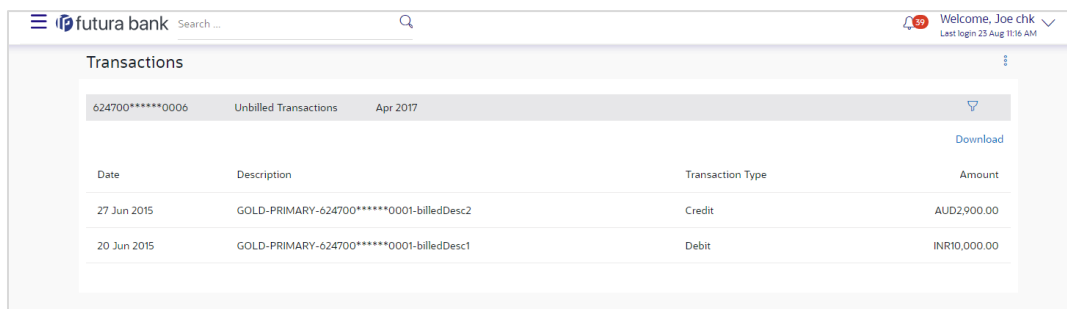 futura bank Search ... 39 Welcome, Joe chk
Last login 23 Aug 11:16 AM
Transactions
624700******0006 Unbilled Transactions Apr 2017
Download
Date Description Transaction Type Amount
27 Jun 2015 GOLD-PRIMARY-624700******0001-billedDesc2 Credit AUD2,900.00
20 Jun 2015 GOLD-PRIMARY-624700******0001-billedDesc1 Debit INR10,000.00